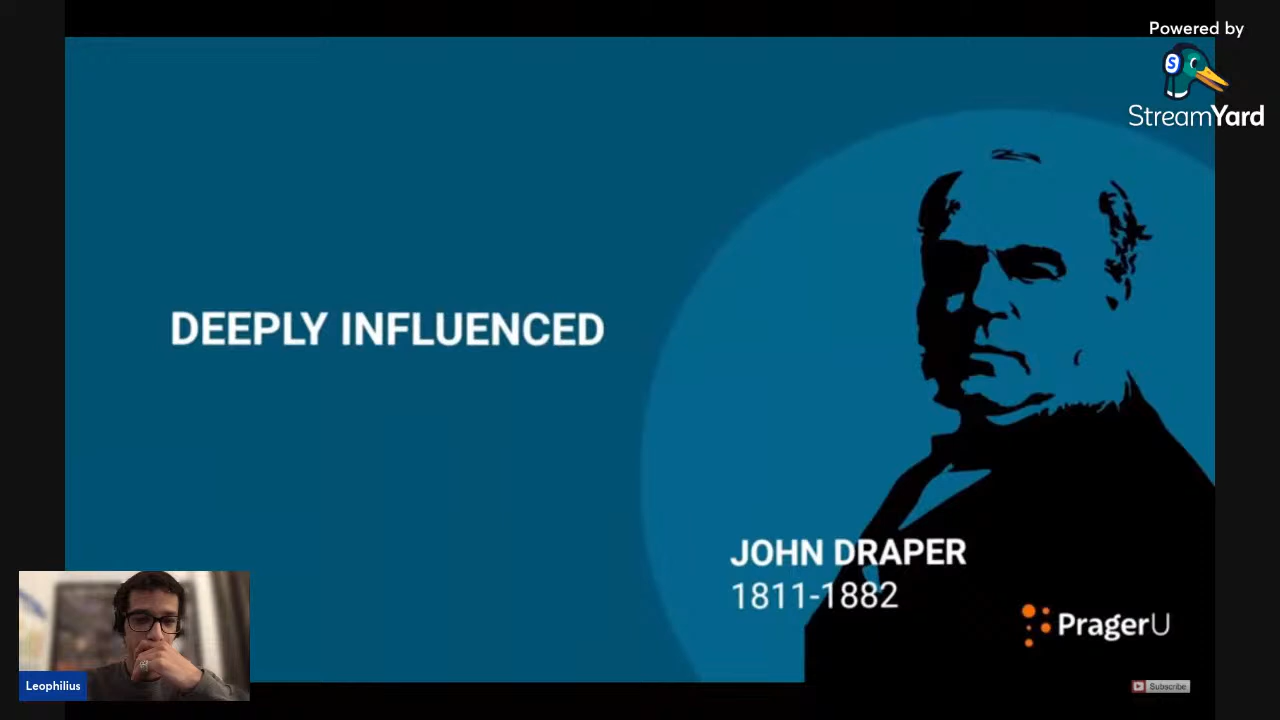 Powered by
S
StreamYard
DEEPLY INFLUENCED
JOHN DRAPER
1811-1882
PragerU
Subscribe
Leophilius